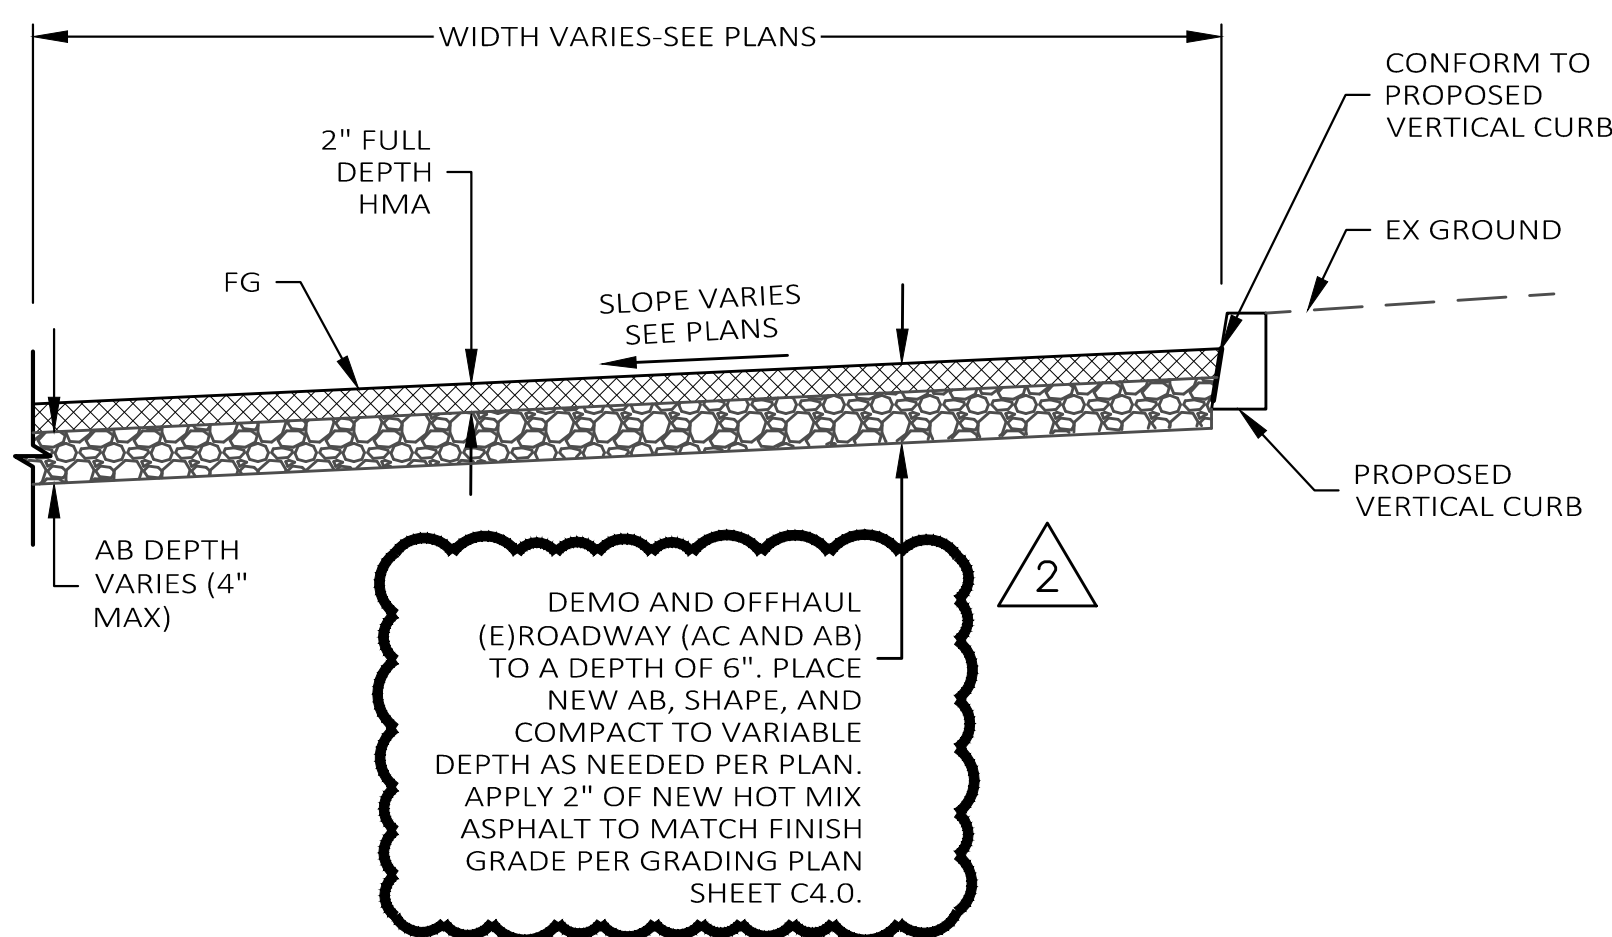 WIDTH VARIES-SEE PLANS
CONFORM TO
PROPOSED
VERTICAL CURB
2" FULL
DEPTH
HMA
EX GROUND
FG
SLOPE VARIES
SEE PLANS
PROPOSED
VERTICAL CURB
AB DEPTH
VARIES (4"
MAX)
2
DEMO AND OFFHAUL
(E)ROADWAY (AC AND AB)
TO A DEPTH OF 6". PLACE
NEW AB, SHAPE, AND
COMPACT TO VARIABLE
DEPTH AS NEEDED PER PLAN.
APPLY 2" OF NEW HOT MIX
ASPHALT TO MATCH FINISH
GRADE PER GRADING PLAN
SHEET C4.0.